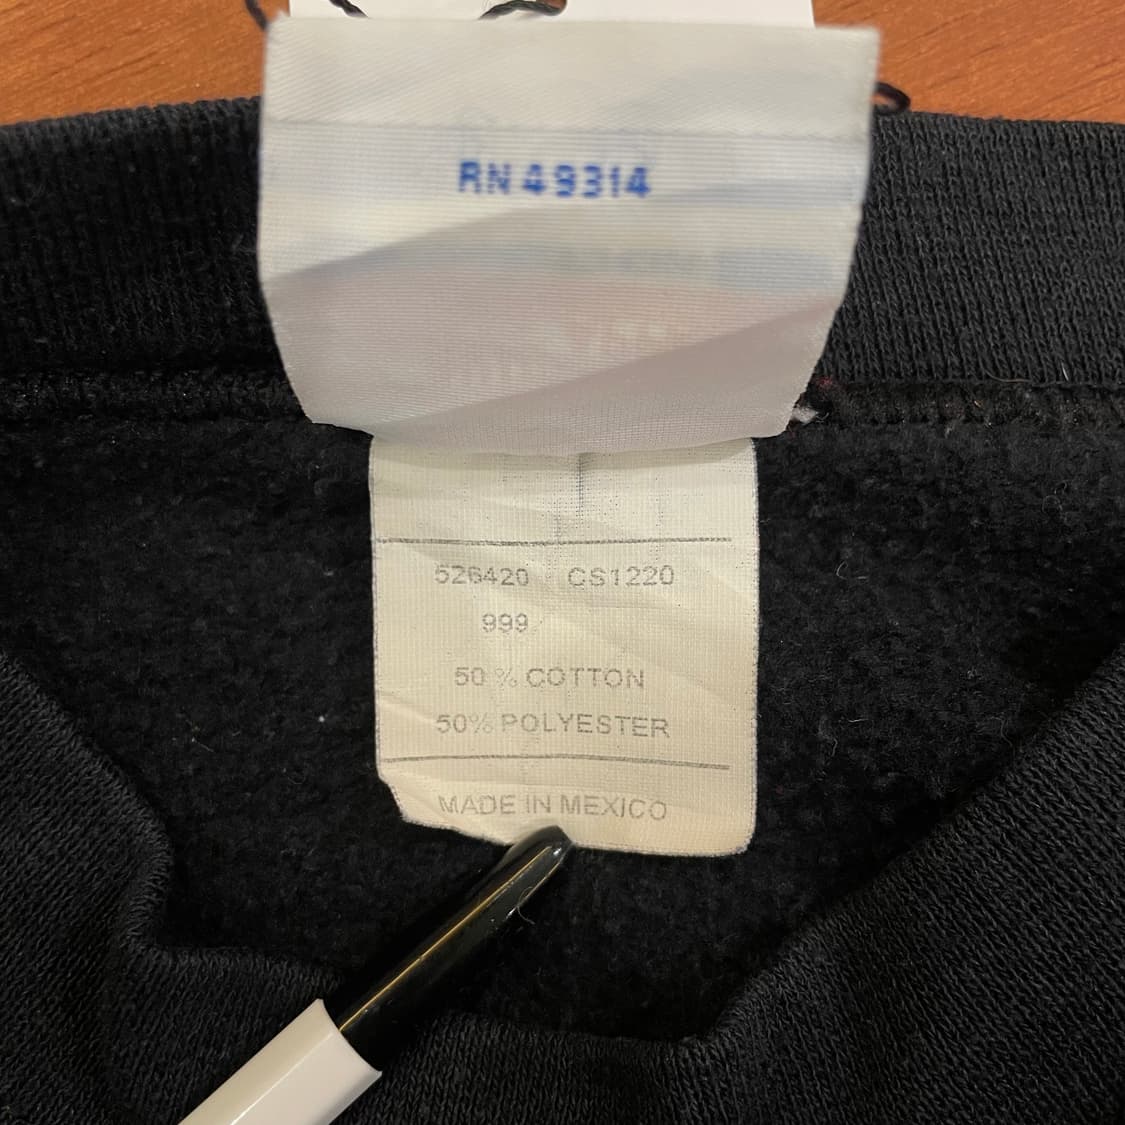 RN 49314
526420 CS1220
999
50 % COTTON
50% POLYESTER
MADE IN MEXICO